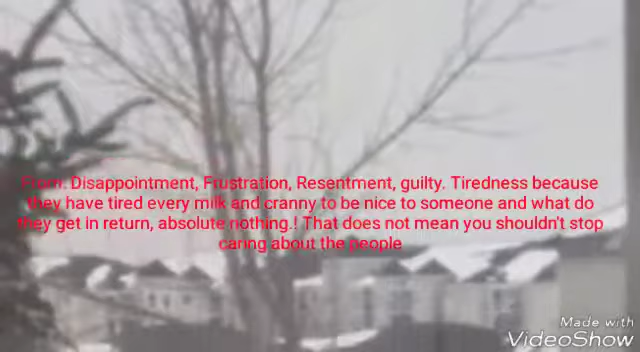 From. Disappointment, Frustration, Resentment, guilty. Tiredness because
they have tired every milk and cranny to be nice to someone and what do
they get in return, absolute nothing.! That does not mean you shouldn't stop
caring about the people
Made with
VideoShow